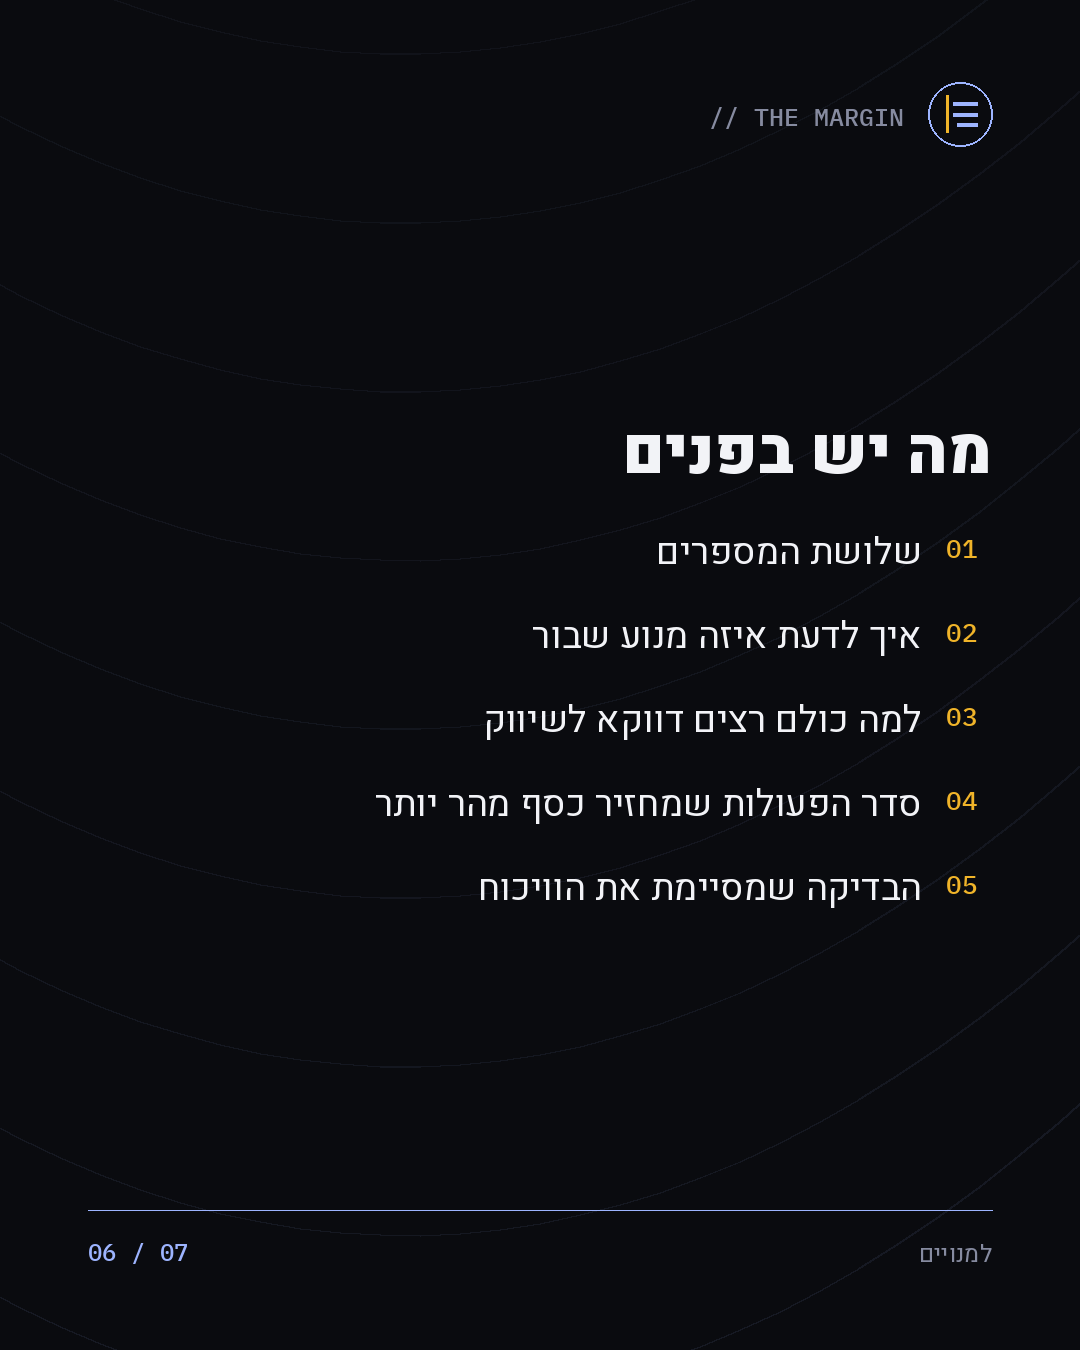 // THE MARGIN
מה יש בפנים
01 שלושת המספרים
02 איך לדעת איזה מנוע שבור
03 למה כולם רצים דווקא לשיווק
04 סדר הפעולות שמחזיר כסף מהר יותר
05 הבדיקה שמסיימת את הוויכוח
למנויים
06 / 07